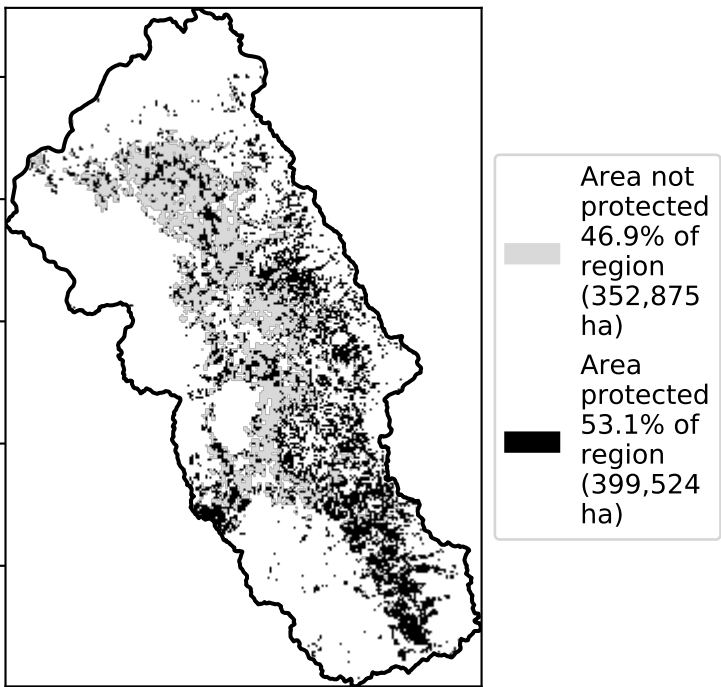 Area not
protected
46.9% of
region
(352,875
ha)
Area
protected
53.1% of
region
(399,524
ha)